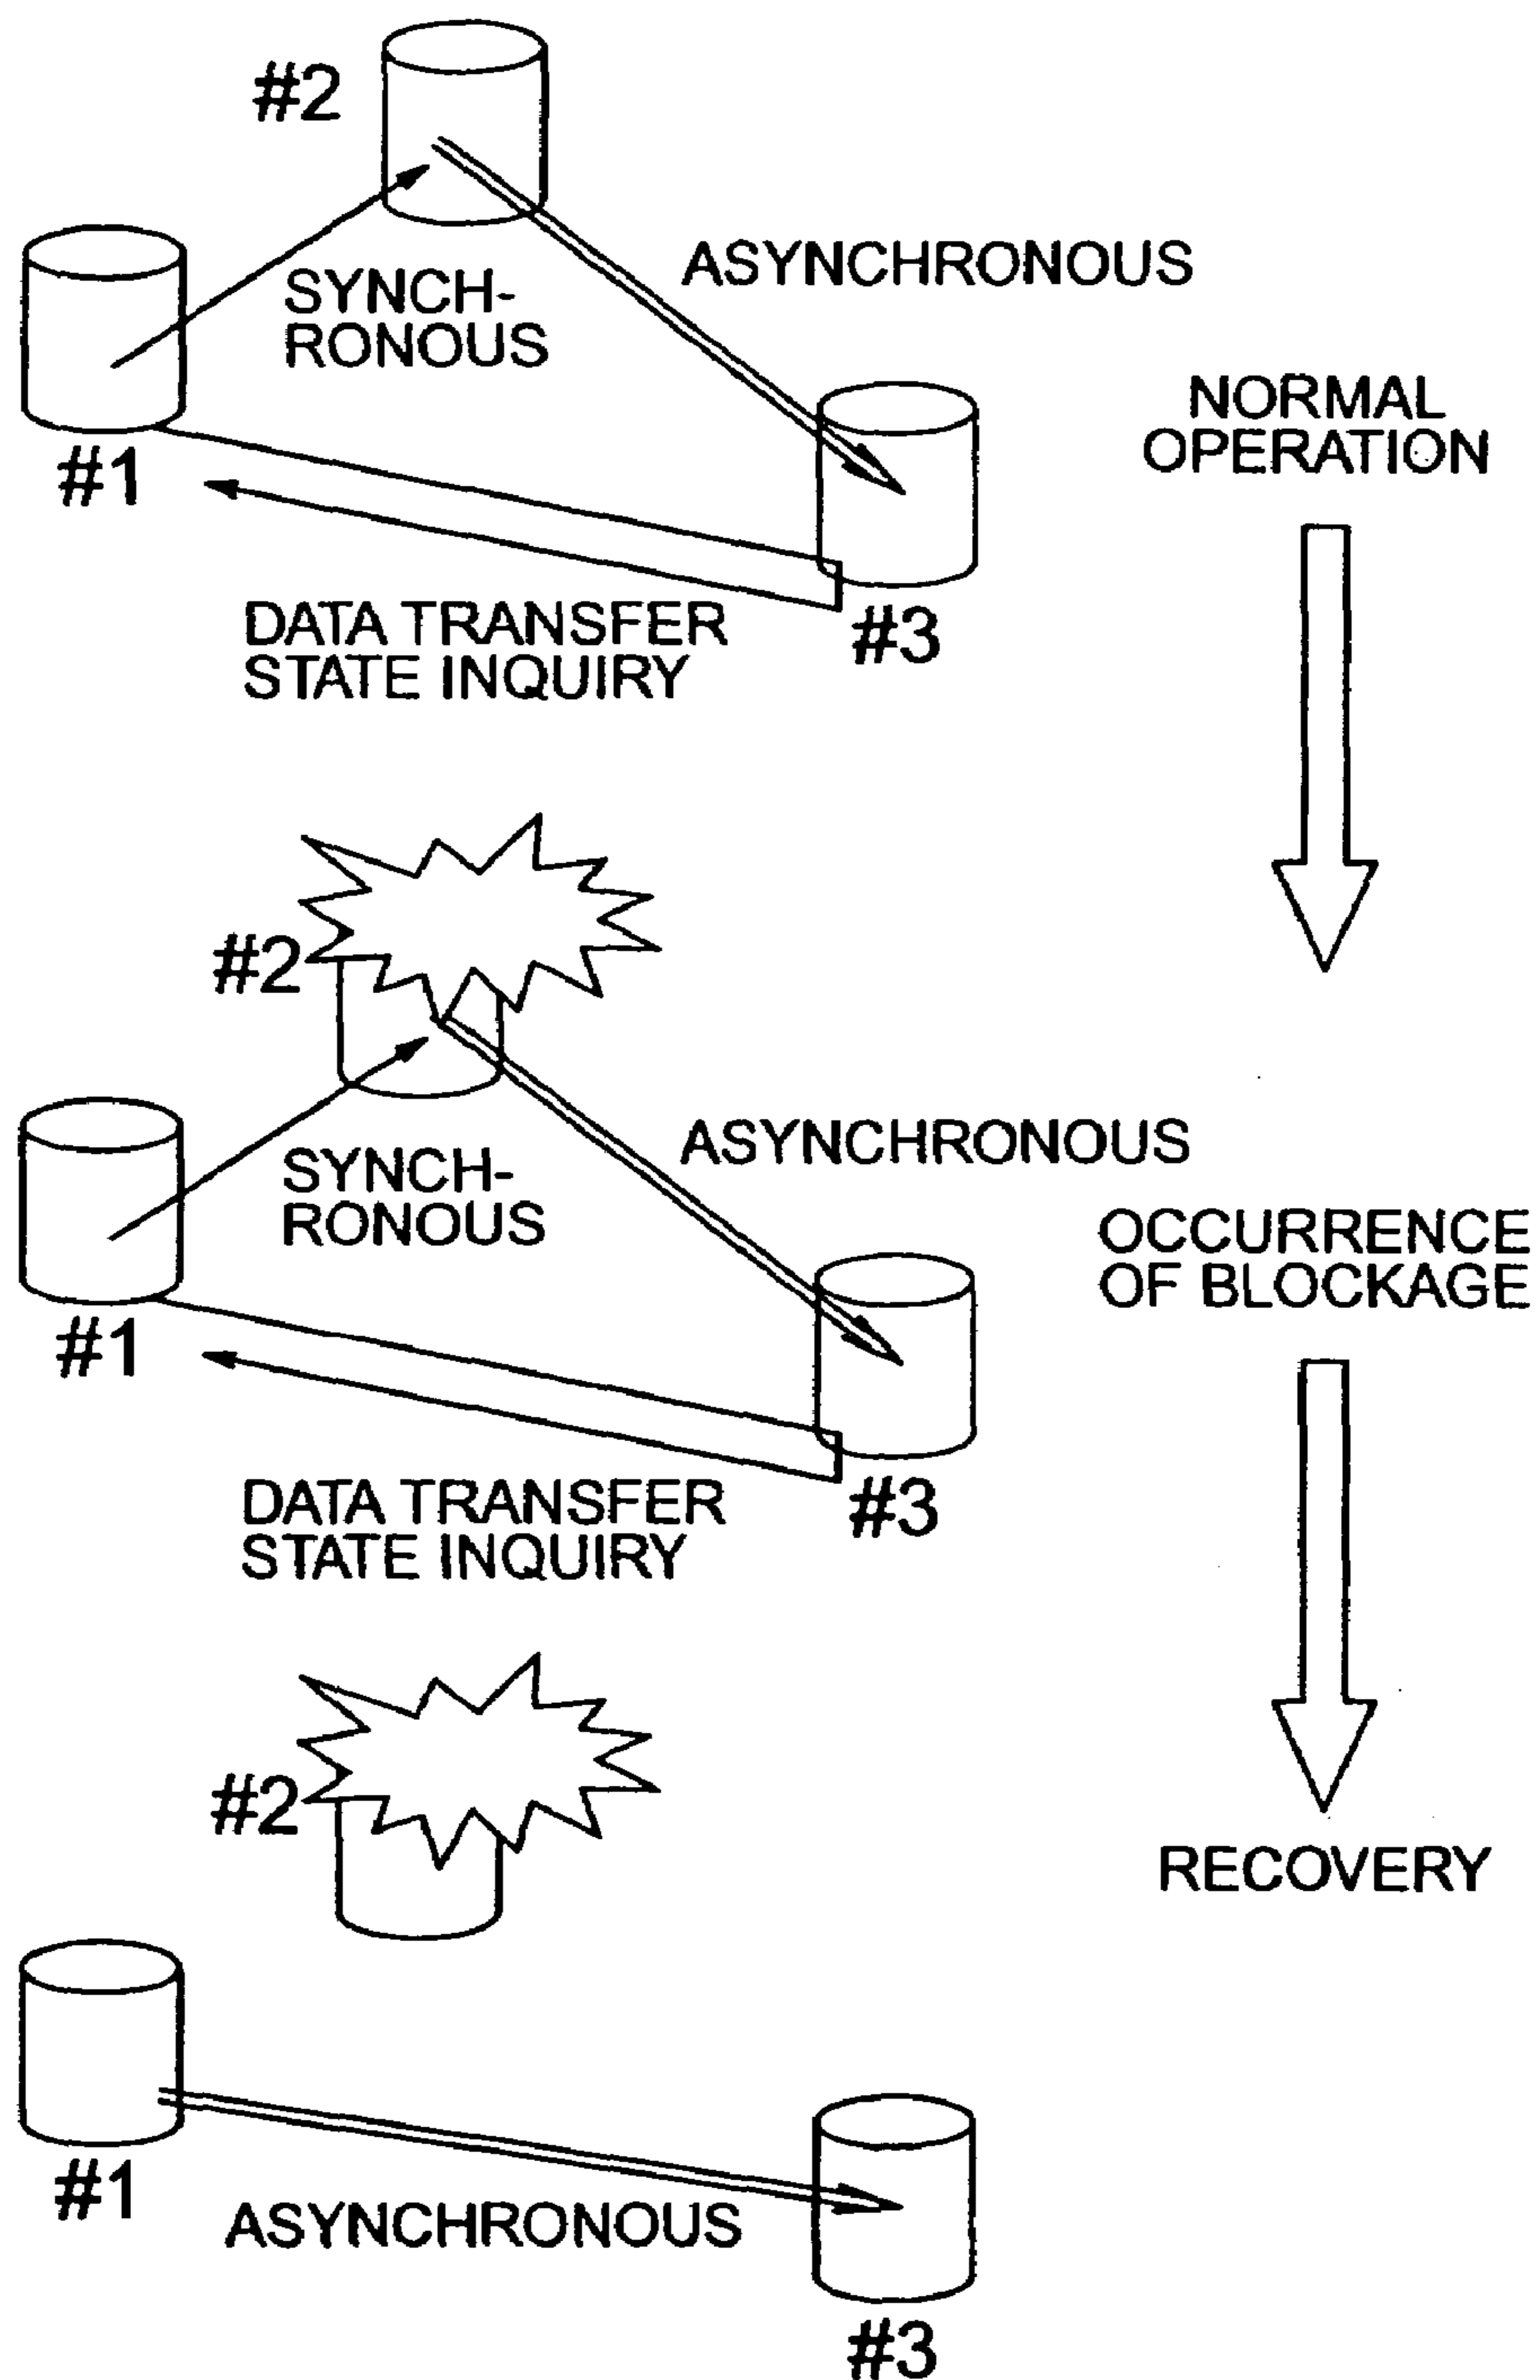 #2
ASYNCHRONOUS
SYNCH-
RONOUS
NORMAL
OPERATION
#1
DATA TRANSFER
STATE INQUIRY
#3
#2
ASYNCHRONOUS
SYNCH-
RONOUS
OCCURRENCE
OF BLOCKAGE
#1
DATA TRANSFER
STATE INQUIRY
#3
#2
RECOVERY
#1
ASYNCHRONOUS
#3